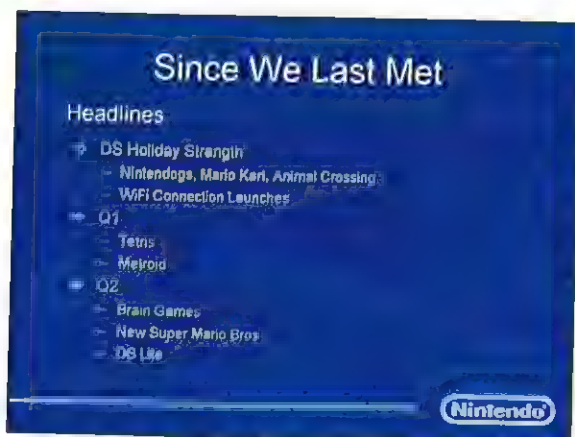 Since We Last Met
Headlines
DS Holiday Strength
Nintendogs, Mario Kart, Animal Crossing
WiFi Connection Launches
Q1
Tetris
Metroid
Q2
Brain Games
New Super Mario Bros
DS Lite
Nintendo